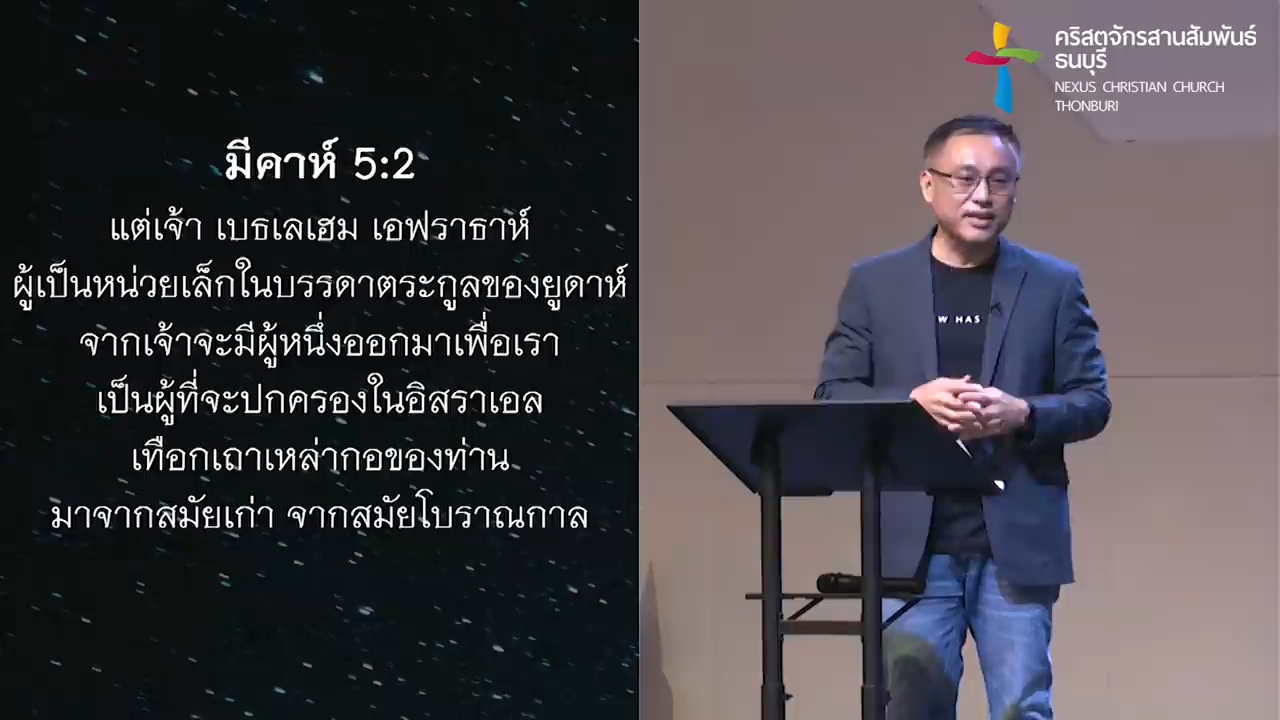 มีคาห์ 5:2
แต่เจ้า เบธเลเฮม เอฟราธาห์
ผู้เป็นหน่วยเล็กในบรรดาตระกูลของยูดาห์
จากเจ้าจะมีผู้หนึ่งออกมาเพื่อเรา
เป็นผู้ที่จะปกครองในอิสราเอล
เทือกเถาเหล่ากอของท่าน
มาจากสมัยเก่า จากสมัยโบราณกาล
คริสตจักรสานสัมพันธ์
ธนบุรี
NEXUS CHRISTIAN CHURCH
THONBURI
W HAS